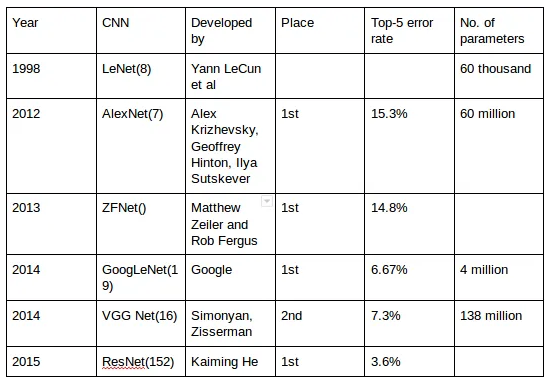 Year CNN Developed by Place Top-5 error rate No. of parameters
1998 LeNet(8) Yann LeCun et al 60 thousand
2012 AlexNet(7) Alex Krizhevsky, Geoffrey Hinton, Ilya Sutskever 1st 15.3% 60 million
2013 ZFNet() Matthew Zeiler and Rob Fergus 1st 14.8%
2014 GoogLeNet(19) Google 1st 6.67% 4 million
2014 VGG Net(16) Simonyan, Zisserman 2nd 7.3% 138 million
2015 ResNet(152) Kaiming He 1st 3.6%